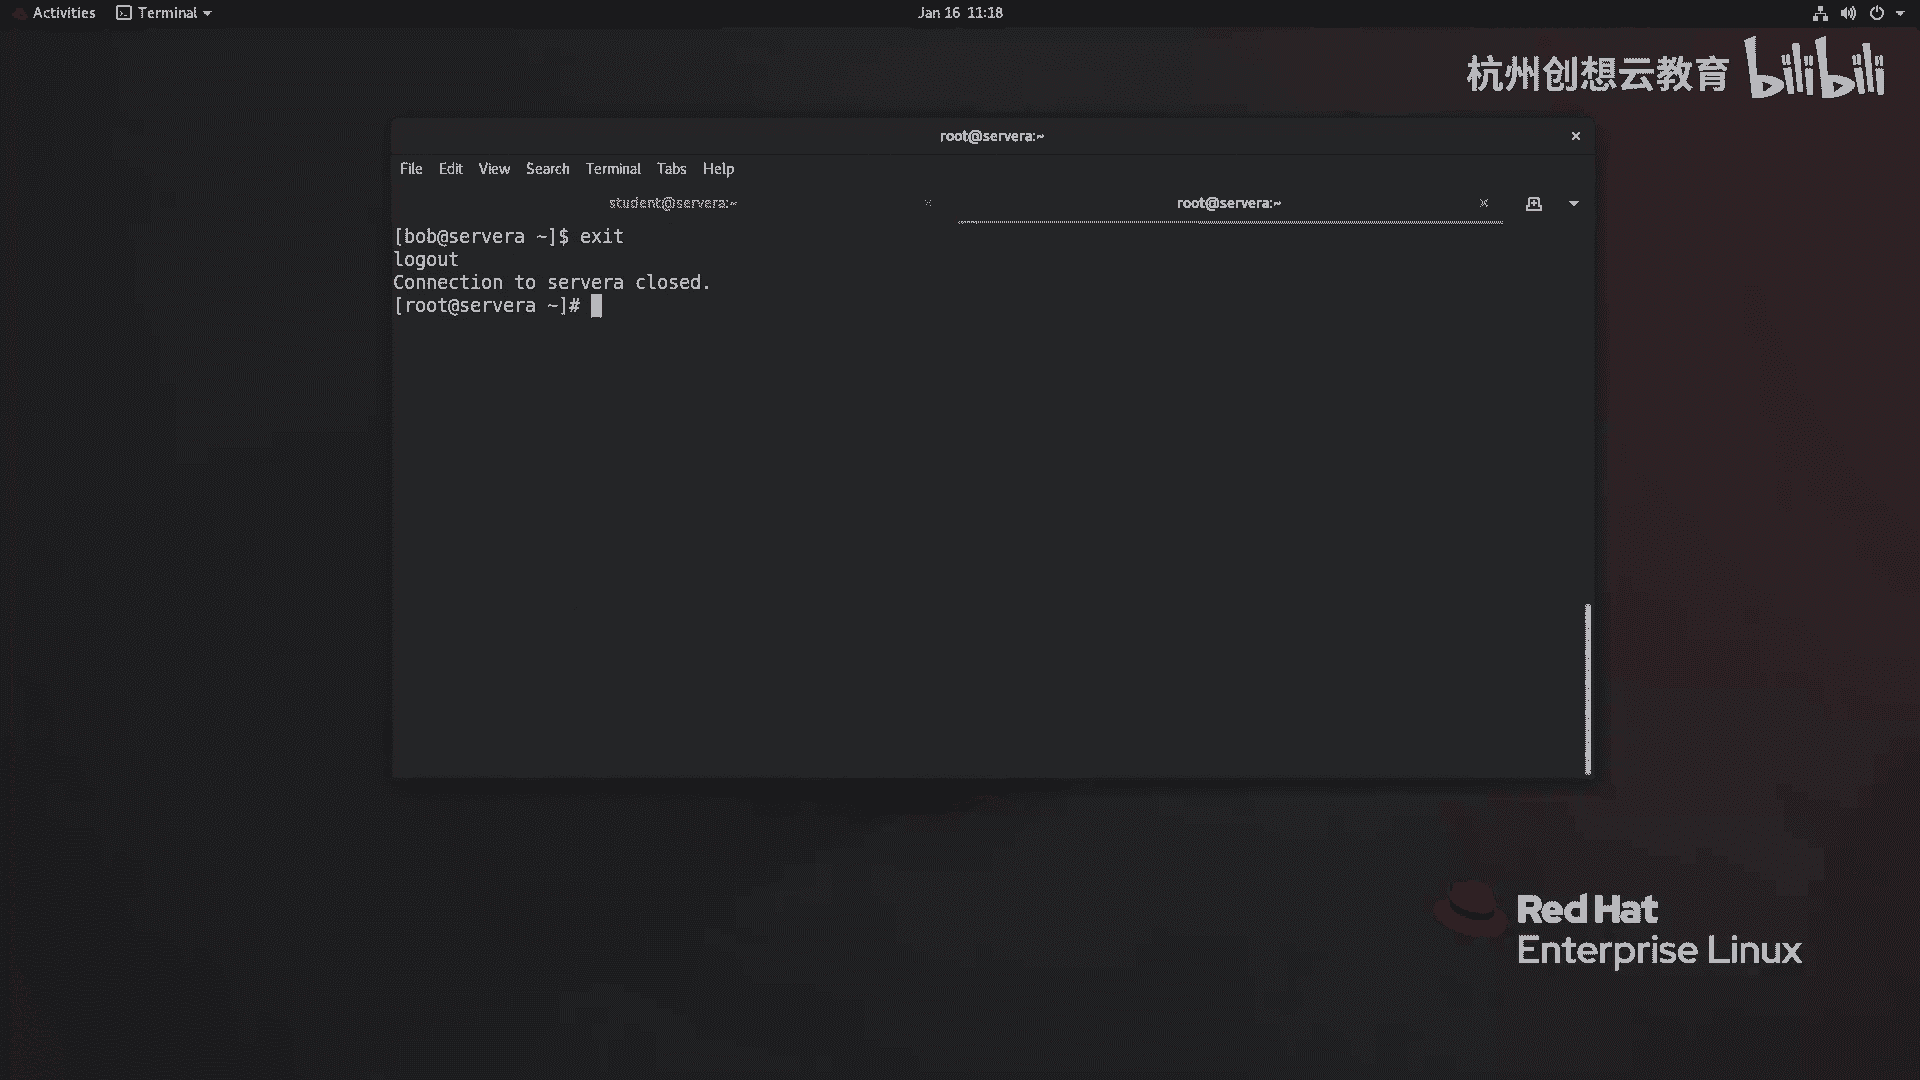 Activities Terminal Jan 16 11:18
杭州创想云教育 bilibili
root@servera:~
File Edit View Search Terminal Tabs Help
student@servera:~ root@servera:~
[bob@servera ~]$ exit
logout
Connection to servera closed.
[root@servera ~]#
Red Hat
Enterprise Linux